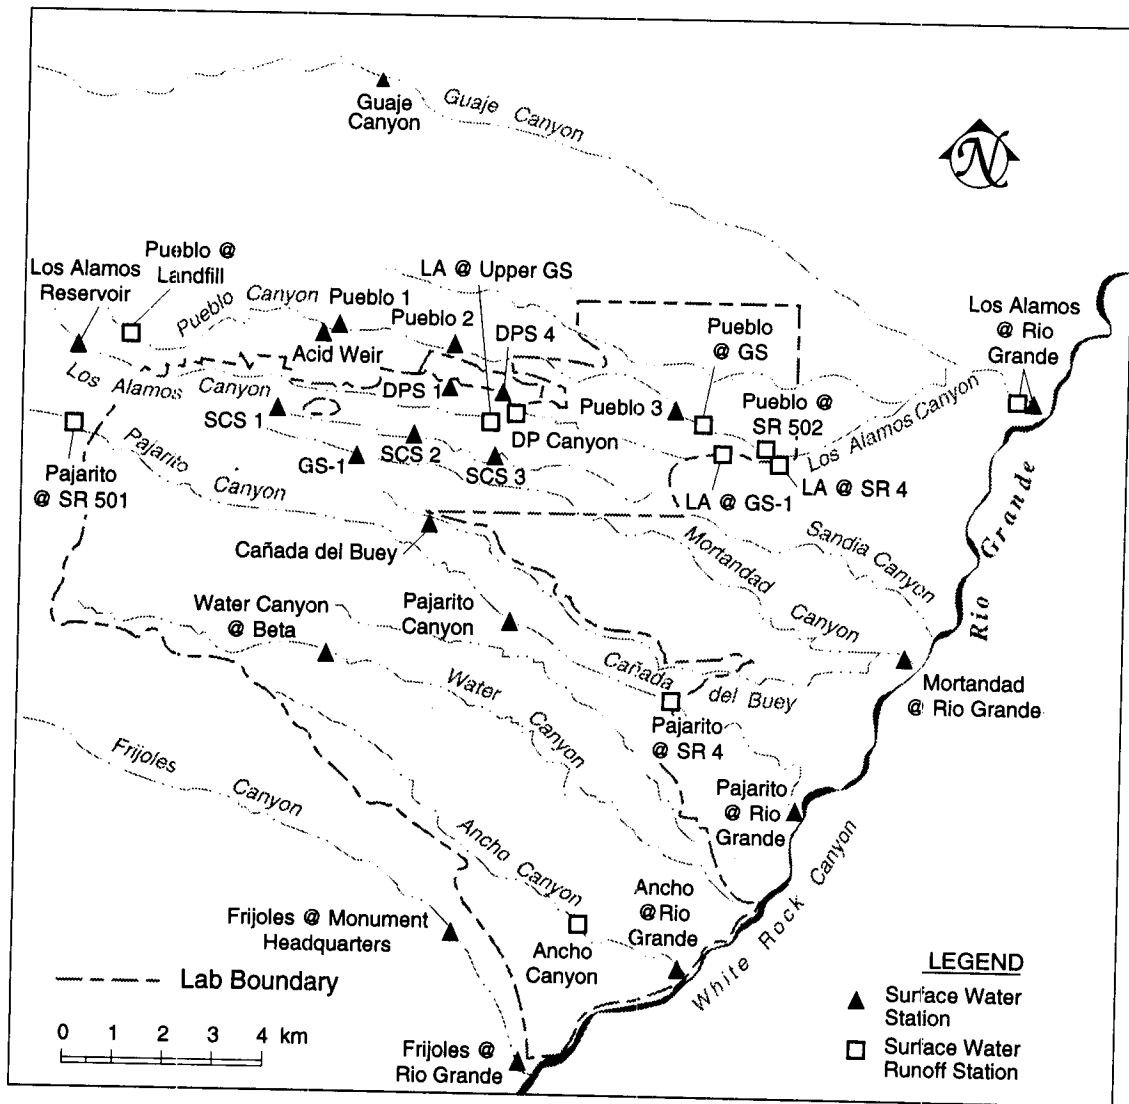 Guaje
Canyon
Guaje Canyon
N
Pueblo @
Landfill
Los Alamos
Reservoir
LA @ Upper GS
Pueblo Canyon
Pueblo 1
Pueblo 2
Acid Weir
DPS 4
DPS 1
Pueblo
@ GS
Los Alamos
@ Rio
Grande
Los Alamos Canyon
SCS 1
Pueblo 3
Pueblo @
SR 502
Los Alamos Canyon
DP Canyon
SCS 2
SCS 3
GS-1
LA @ GS-1
LA @ SR 4
Pajarito
@ SR 501
Pajarito Canyon
Cañada del Buey
Mortandad Canyon
Sandia Canyon
Rio Grande
Water Canyon
@ Beta
Pajarito
Canyon
Cañada del Buey
Water Canyon
Mortandad
@ Rio Grande
Pajarito
@ SR 4
Pajarito
@ Rio
Grande
Frijoles Canyon
Ancho Canyon
Ancho
@ Rio
Grande
White Rock Canyon
Frijoles @ Monument
Headquarters
Ancho
Canyon
Lab Boundary
0 1 2 3 4 km
Frijoles @
Rio Grande
LEGEND
Surface Water
Station
Surface Water
Runoff Station